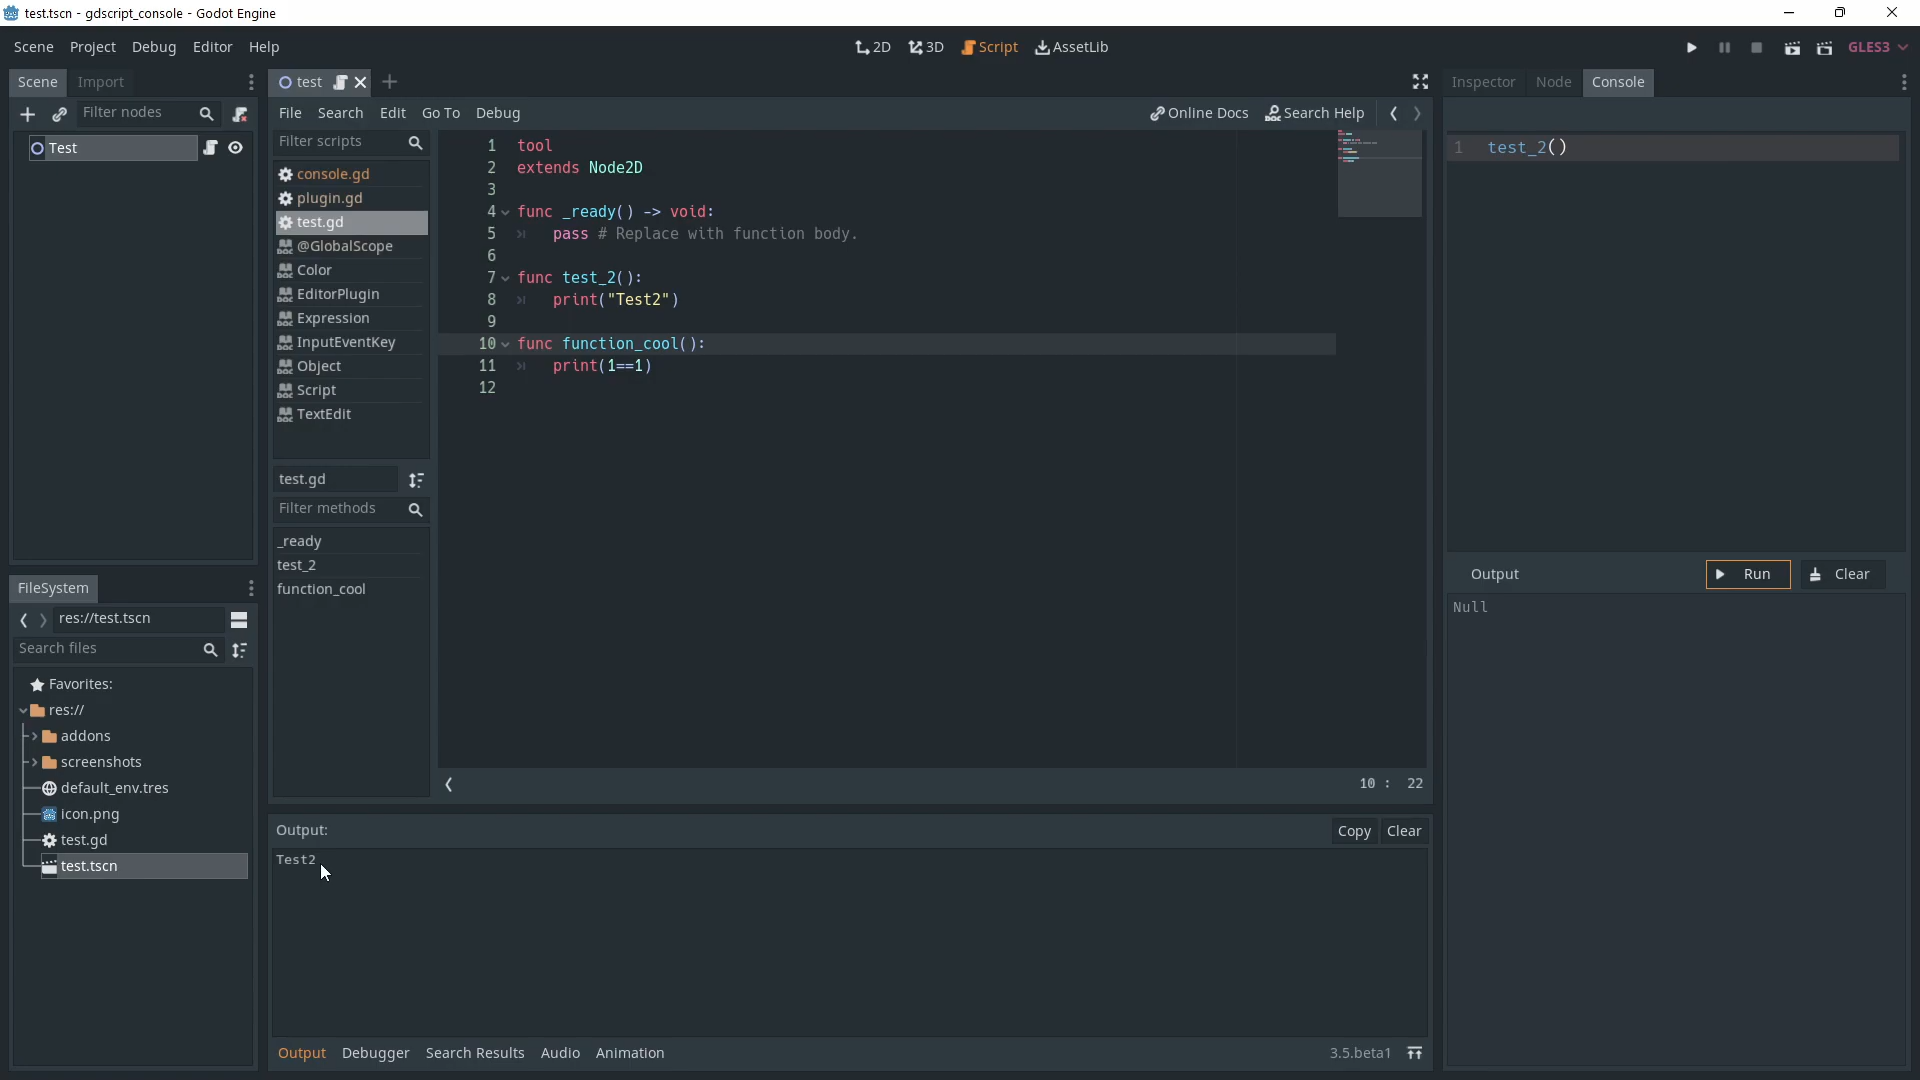 test.tscn - gdscript_console - Godot Engine
Scene Project Debug Editor Help
2D 3D Script AssetLib
GLES3
Scene Import
Filter nodes
Test
FileSystem
res://test.tscn
Search files
Favorites:
res://
addons
screenshots
default_env.tres
icon.png
test.gd
test.tscn
test
File Search Edit Go To Debug
Online Docs Search Help
Filter scripts
console.gd
plugin.gd
test.gd
@GlobalScope
Color
EditorPlugin
Expression
InputEventKey
Object
Script
TextEdit
test.gd
Filter methods
_ready
test_2
function_cool
1 tool
2 extends Node2D
3
4 func _ready() -> void:
5 pass # Replace with function body.
6
7 func test_2():
8 print("Test2")
9
10 func function_cool():
11 print(1==1)
12
10 : 22
Output:
Copy Clear
Test2
Output Debugger Search Results Audio Animation
3.5.beta1
Inspector Node Console
1 test_2()
Output Run Clear
Null